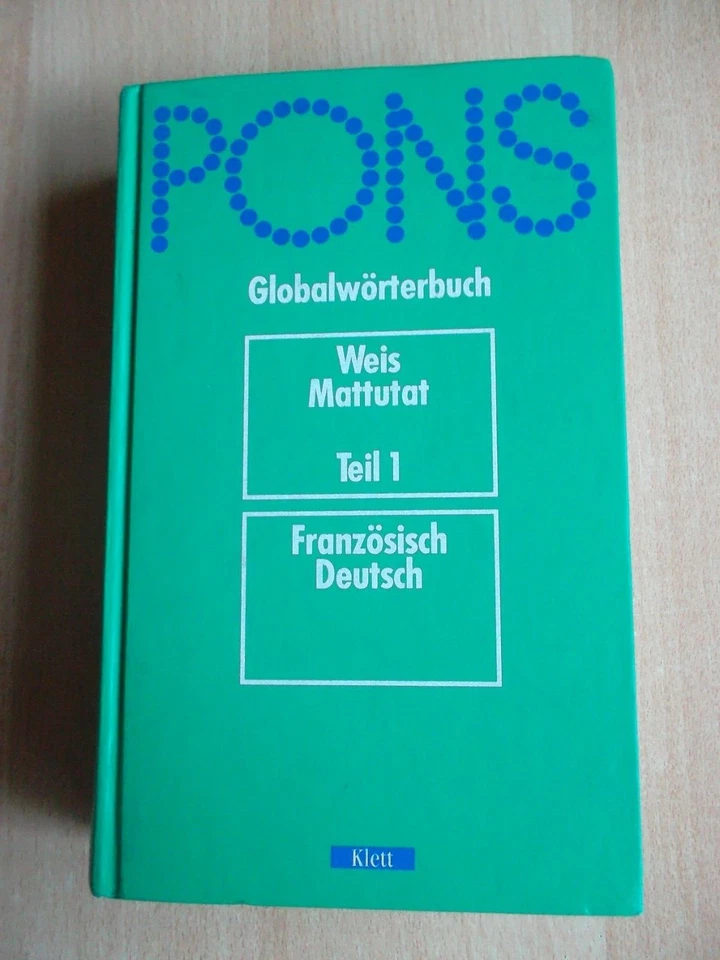 PONS
Globalwörterbuch
Weis
Mattutat
Teil 1
Französisch
Deutsch
Klett